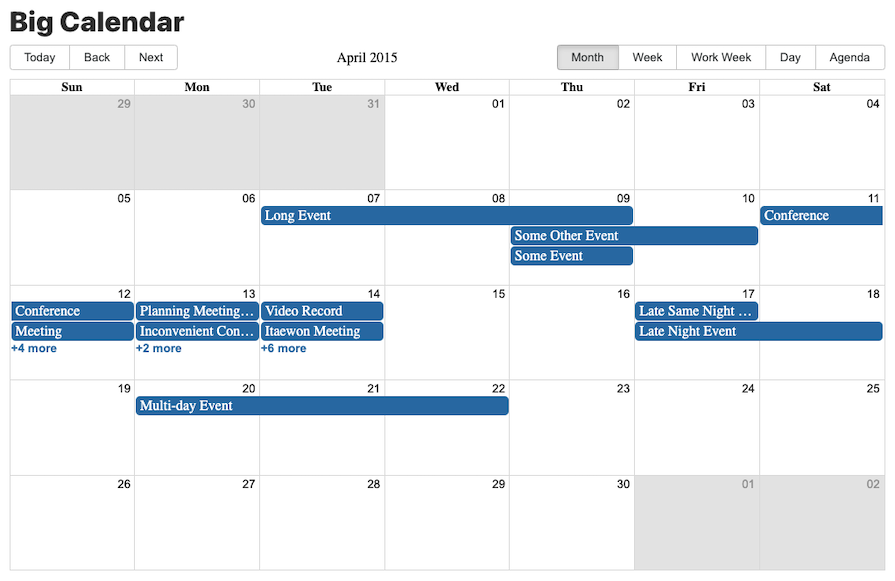 Big Calendar
Today Back Next April 2015 Month Week Work Week Day Agenda
Sun Mon Tue Wed Thu Fri Sat
29 30 31 01 02 03 04
05 06 07 08 09 10 11
Long Event Conference
Some Other Event
Some Event
12 13 14 15 16 17 18
Conference Planning Meeting… Video Record Late Same Night …
Meeting Inconvenient Con… Itaewon Meeting Late Night Event
+4 more +2 more +6 more
19 20 21 22 23 24 25
Multi-day Event
26 27 28 29 30 01 02